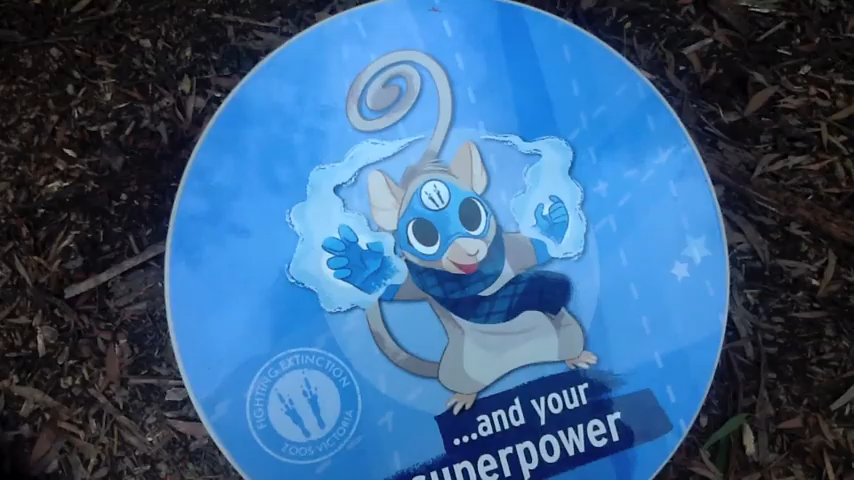 FIGHTING EXTINCTION
ZOOS VICTORIA
...and your
superpower